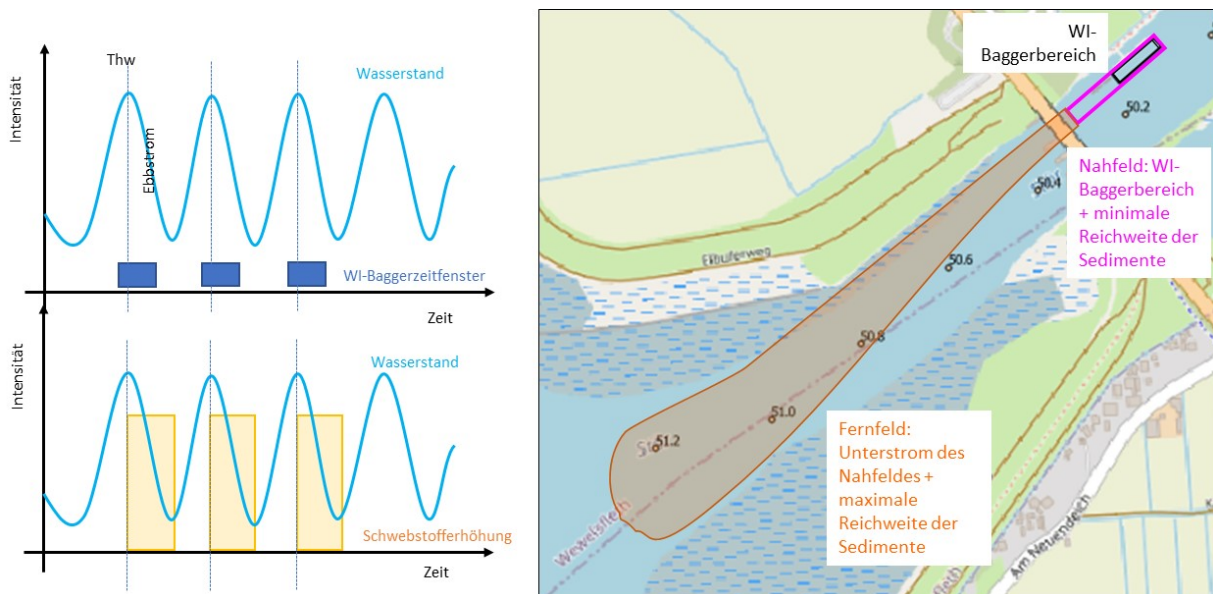 Intensität
Thw
Wasserstand
Ebbstrom
WI-Baggerzeitfenster
Zeit
Intensität
Wasserstand
Schwebstofferhöhung
Zeit
WI-
Baggerbereich
50.2
Nahfeld: WI-
Baggerbereich
+ minimale
Reichweite der
Sedimente
50.4
Elbuferweg
50.6
50.8
51.0
51.2
Fernfeld:
Unterstrom des
Nahfeldes +
maximale
Reichweite der
Sedimente
Wewelsfleth
Am Neuendeich